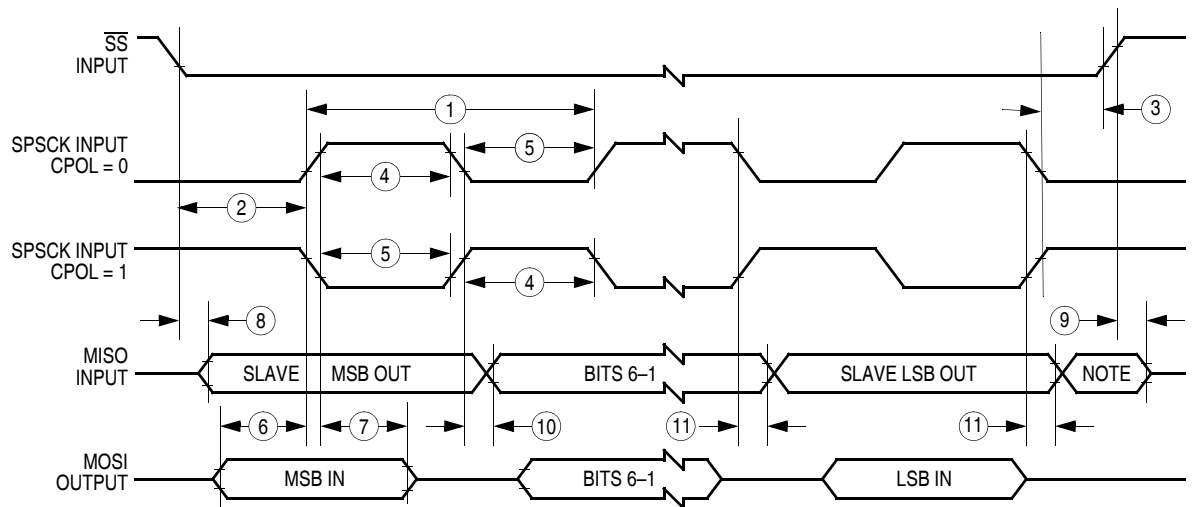 SS
INPUT
1
3
SPSCK INPUT
CPOL = 0
5
4
2
SPSCK INPUT
CPOL = 1
5
4
8
9
MISO
INPUT
SLAVE MSB OUT
BITS 6–1
SLAVE LSB OUT
NOTE
6
7
10
11
11
MOSI
OUTPUT
MSB IN
BITS 6–1
LSB IN